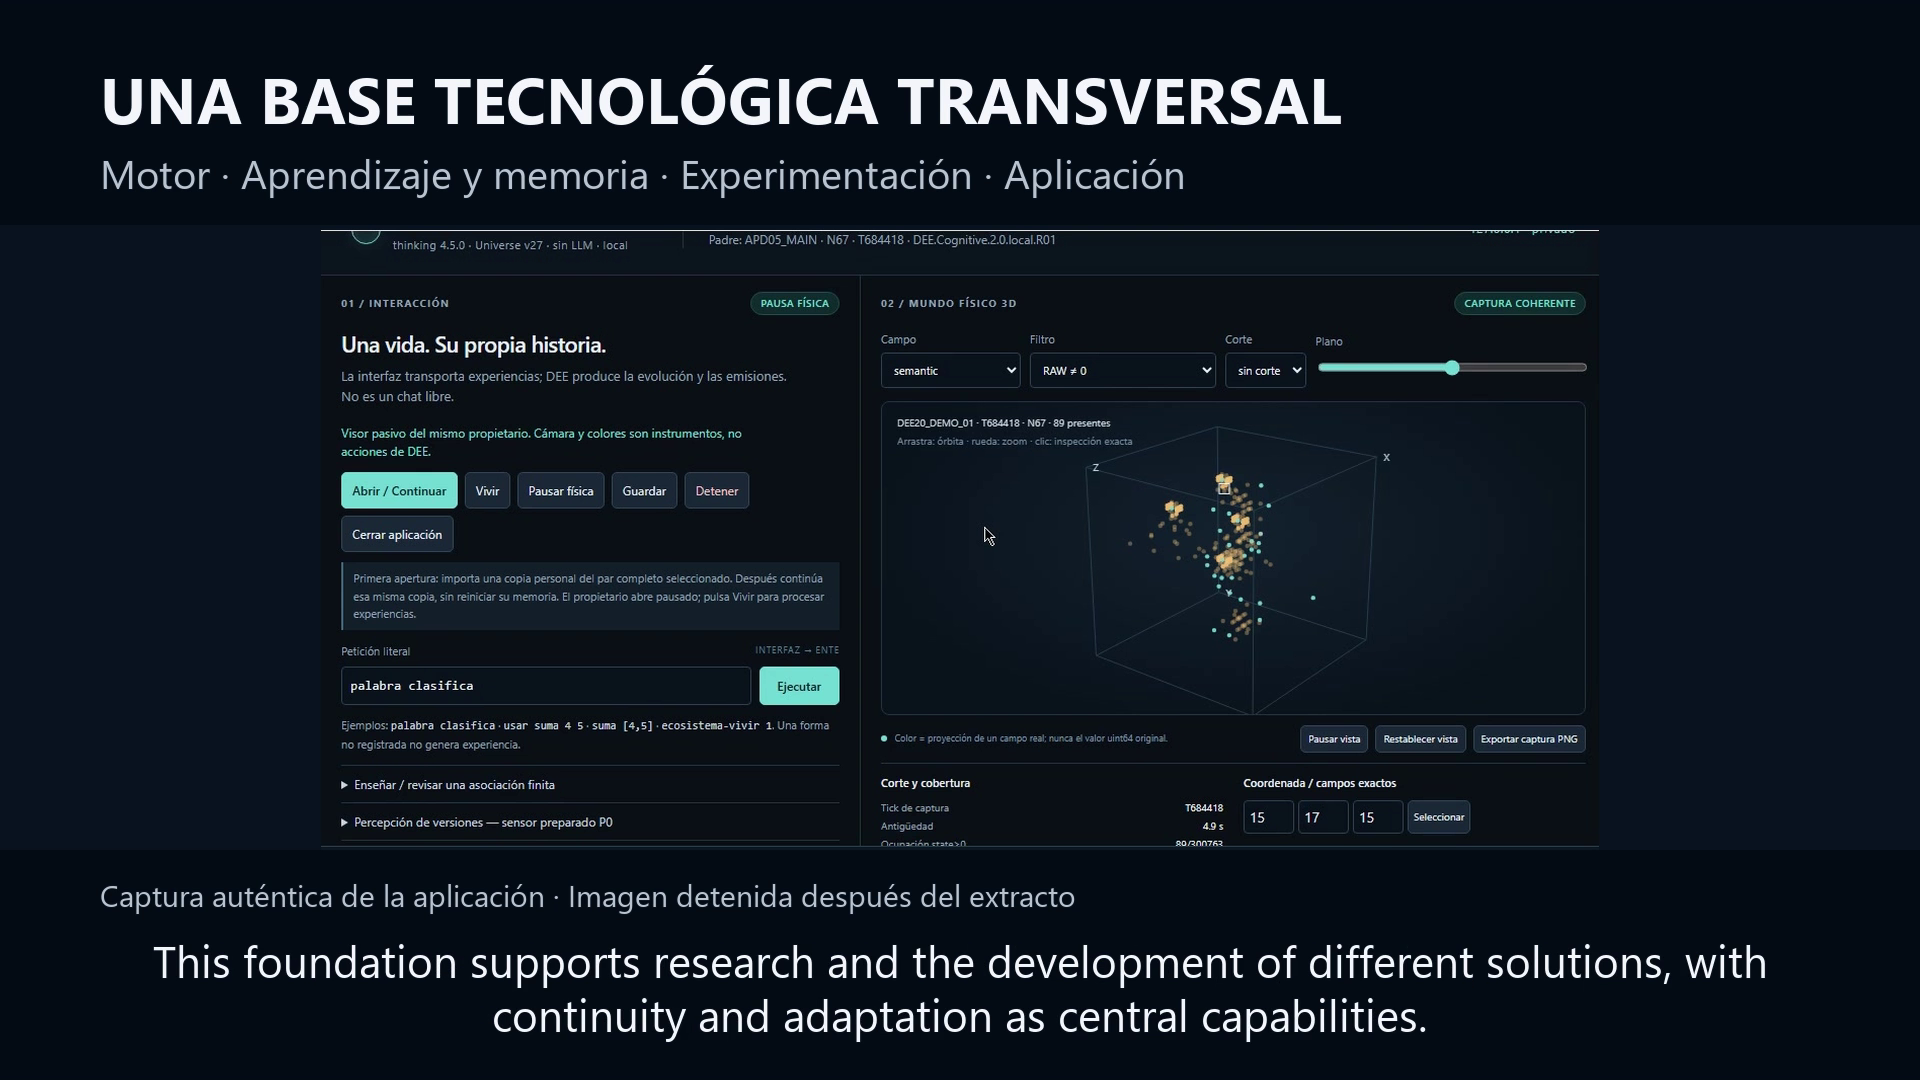 UNA BASE TECNOLÓGICA TRANSVERSAL
Motor · Aprendizaje y memoria · Experimentación · Aplicación
thinking 4.5.0 · Universe v27 · sin LLM · local
Padre: APD05_MAIN · N67 · T684418 · DEE.Cognitive.2.0.local.R01
01 / INTERACCIÓN
PAUSA FÍSICA
Una vida. Su propia historia.
La interfaz transporta experiencias; DEE produce la evolución y las emisiones.
No es un chat libre.
Visor pasivo del mismo propietario. Cámara y colores son instrumentos, no
acciones de DEE.
Abrir / Continuar
Vivir
Pausar física
Guardar
Detener
Cerrar aplicación
Primera apertura: importa una copia personal del par completo seleccionado. Después continúa
esa misma copia, sin reiniciar su memoria. El propietario abre pausado; pulsa Vivir para procesar
experiencias.
Petición literal
INTERFAZ → ENTE
palabra clasifica
Ejecutar
Ejemplos: palabra clasifica · usar suma 4 5 · suma [4,5] · ecosistema-vivir 1. Una forma
no registrada no genera experiencia.
▶ Enseñar / revisar una asociación finita
▶ Percepción de versiones — sensor preparado P0
02 / MUNDO FÍSICO 3D
CAPTURA COHERENTE
Campo
Filtro
Corte
Plano
semantic
RAW ≠ 0
sin corte
DEE20_DEMO_01 · T684418 · N67 · 89 presentes
Arrastra: órbita · rueda: zoom · clic: inspección exacta
Z
X
Y
Color = proyección de un campo real; nunca el valor uint64 original.
Pausar vista
Restablecer vista
Exportar captura PNG
Corte y cobertura
Tick de captura T684418
Antigüedad 4.9 s
Ocupación state>0 89/300763
Coordenada / campos exactos
15
17
15
Seleccionar
Captura auténtica de la aplicación · Imagen detenida después del extracto
This foundation supports research and the development of different solutions, with
continuity and adaptation as central capabilities.